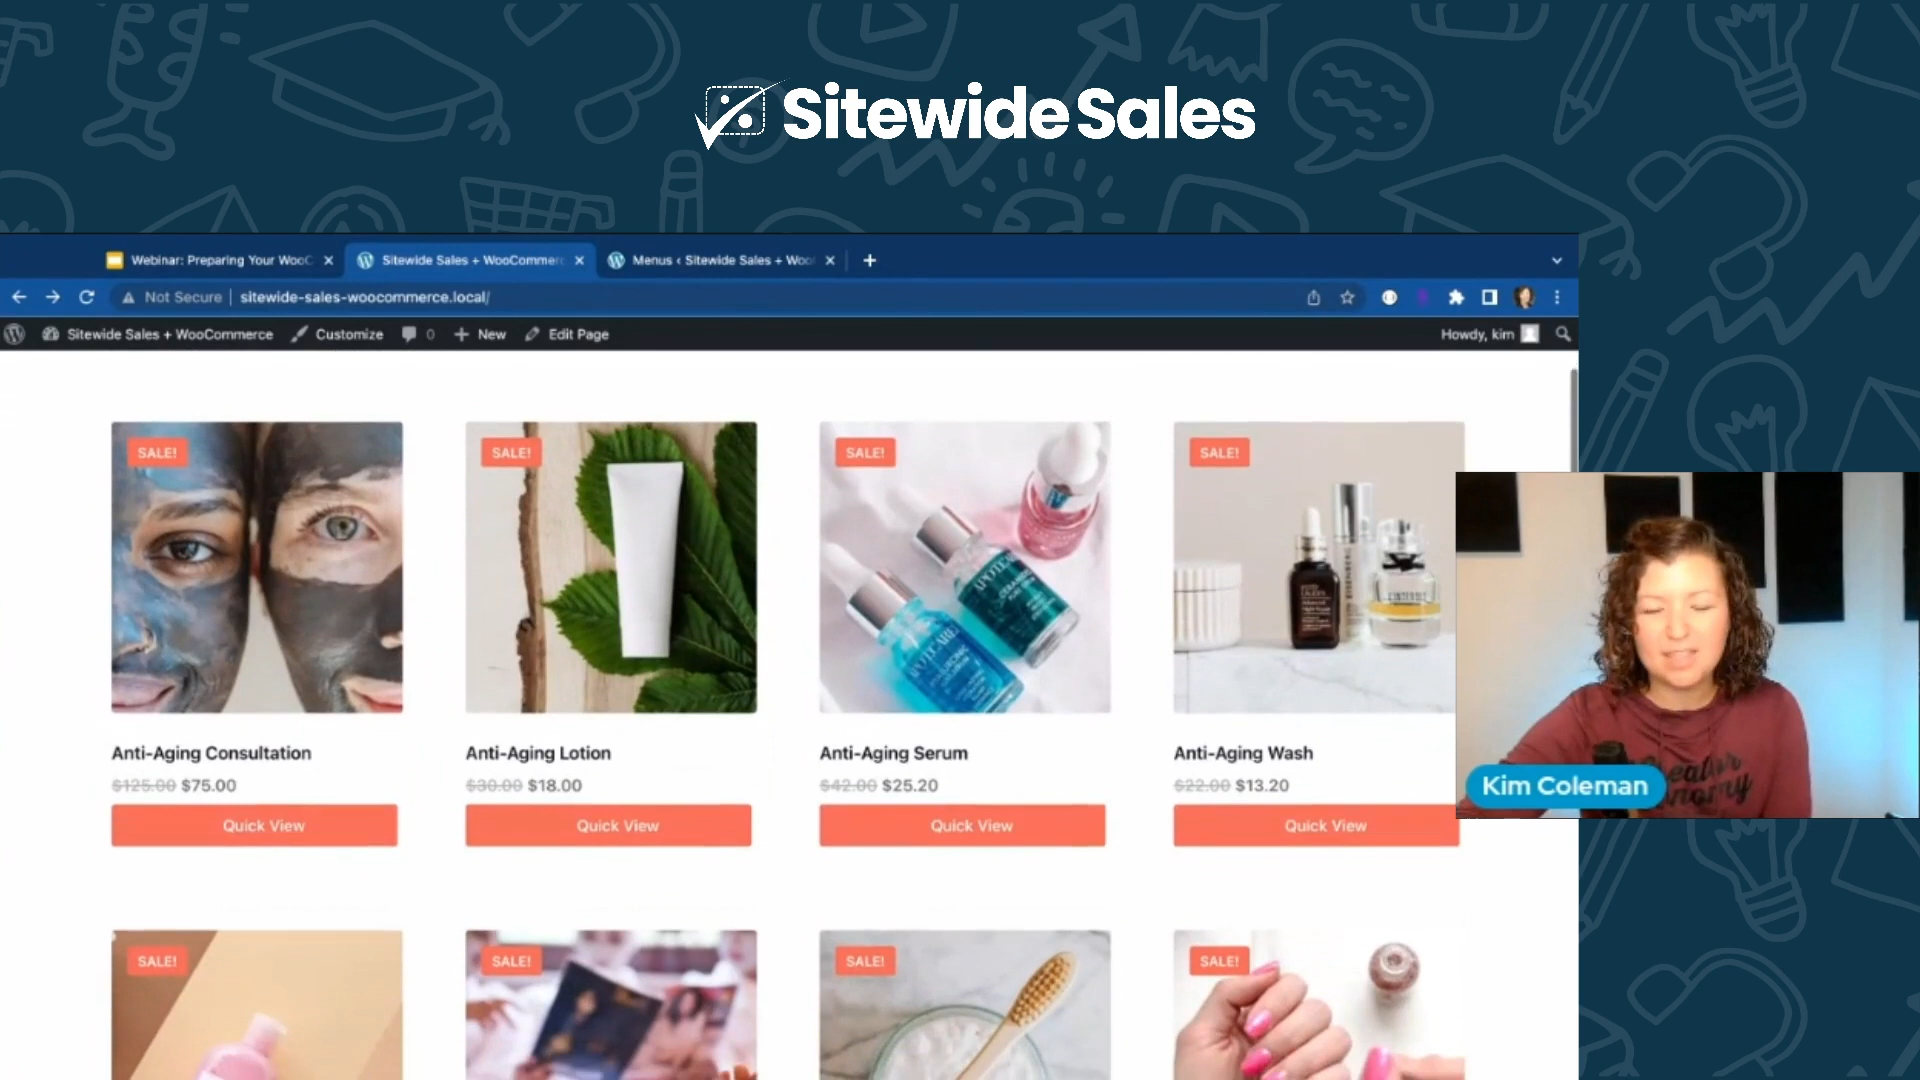 Sitewide Sales
Webinar: Preparing Your WooC
Sitewide Sales + WooCommerc
Menus ‹ Sitewide Sales + Woo
Not Secure
sitewide-sales-woocommerce.local/
Sitewide Sales + WooCommerce
Customize
0
New
Edit Page
Howdy, kim
SALE!
SALE!
SALE!
SALE!
Anti-Aging Consultation
Anti-Aging Lotion
Anti-Aging Serum
Anti-Aging Wash
$125.00 $75.00
$30.00 $18.00
$42.00 $25.20
$22.00 $13.20
Quick View
Quick View
Quick View
Quick View
Kim Coleman
SALE!
SALE!
SALE!
SALE!